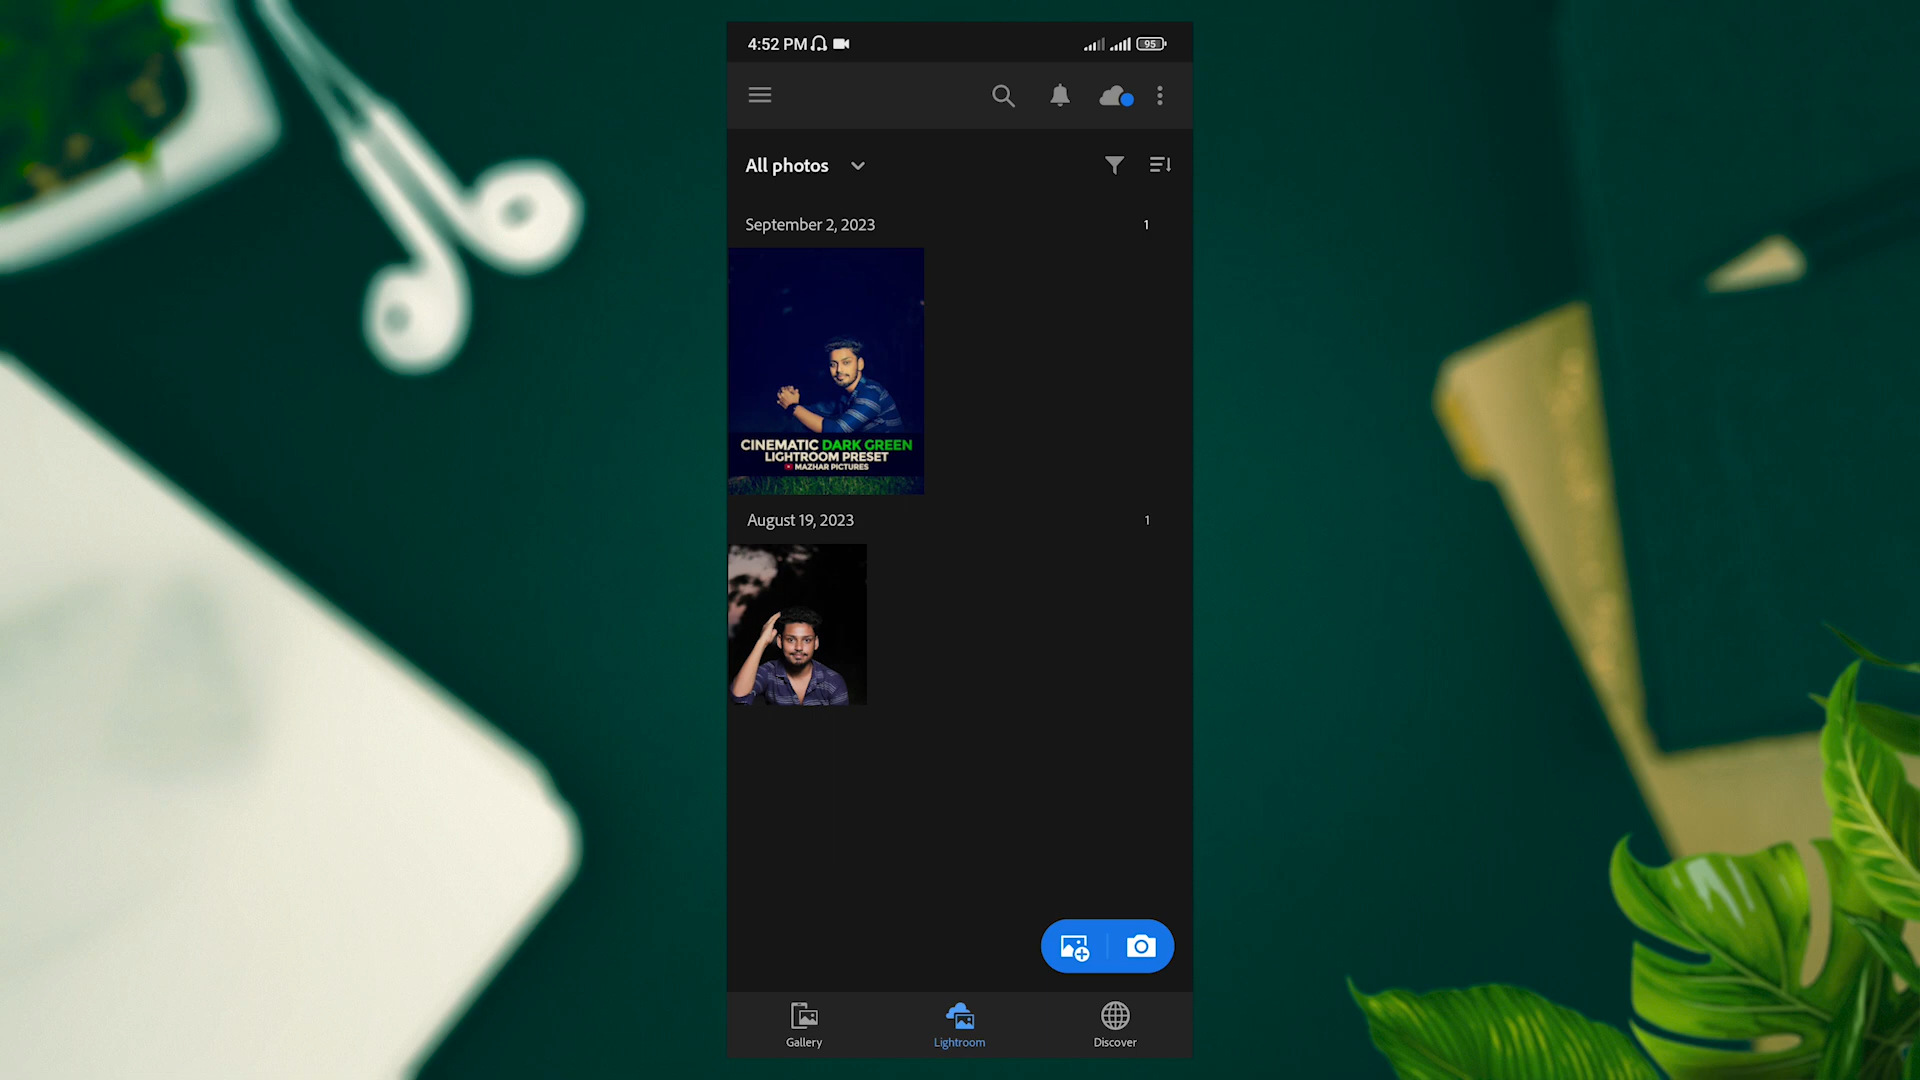 4:52 PM
95
All photos
September 2, 2023
1
CINEMATIC DARK GREEN
LIGHTROOM PRESET
MAZHAR PICTURES
August 19, 2023
1
Gallery
Lightroom
Discover